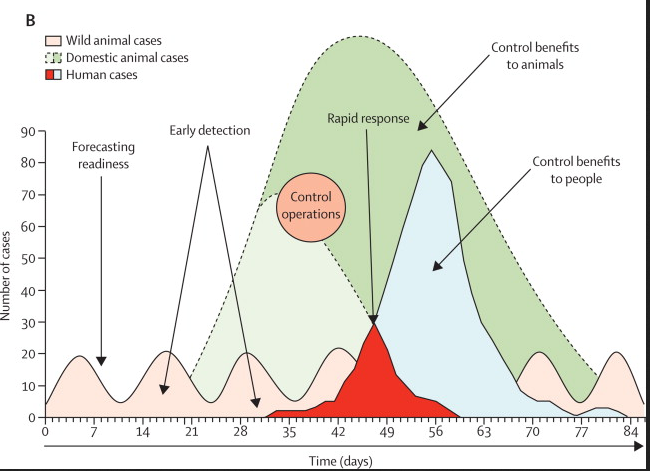 B
Wild animal cases
Domestic animal cases
Human cases
Control benefits
to animals
Rapid response
Early detection
Forecasting
readiness
Control benefits
to people
Control
operations
Number of cases
90
80
70
60
50
40
30
20
10
0
0 7 14 21 28 35 42 49 56 63 70 77 84
Time (days)